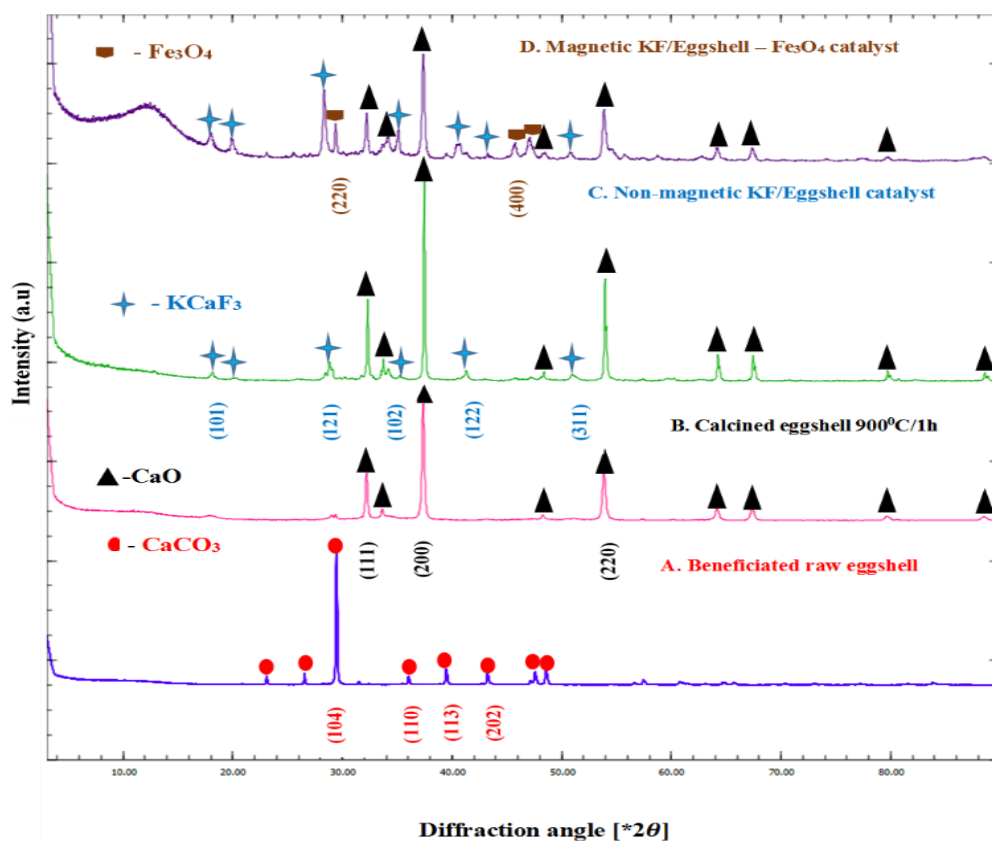 - Fe₃O₄
D. Magnetic KF/Eggshell – Fe₃O₄ catalyst
(220)
(400)
C. Non-magnetic KF/Eggshell catalyst
- KCaF₃
(101)
(121)
(102)
(122)
(311)
B. Calcined eggshell 900⁰C/1h
-CaO
- CaCO₃
(111)
(200)
(220)
A. Beneficiated raw eggshell
(104)
(110)
(113)
(202)
Intensity (a.u)
10.00 20.00 30.00 40.00 50.00 60.00 70.00 80.00
Diffraction angle [*2θ]